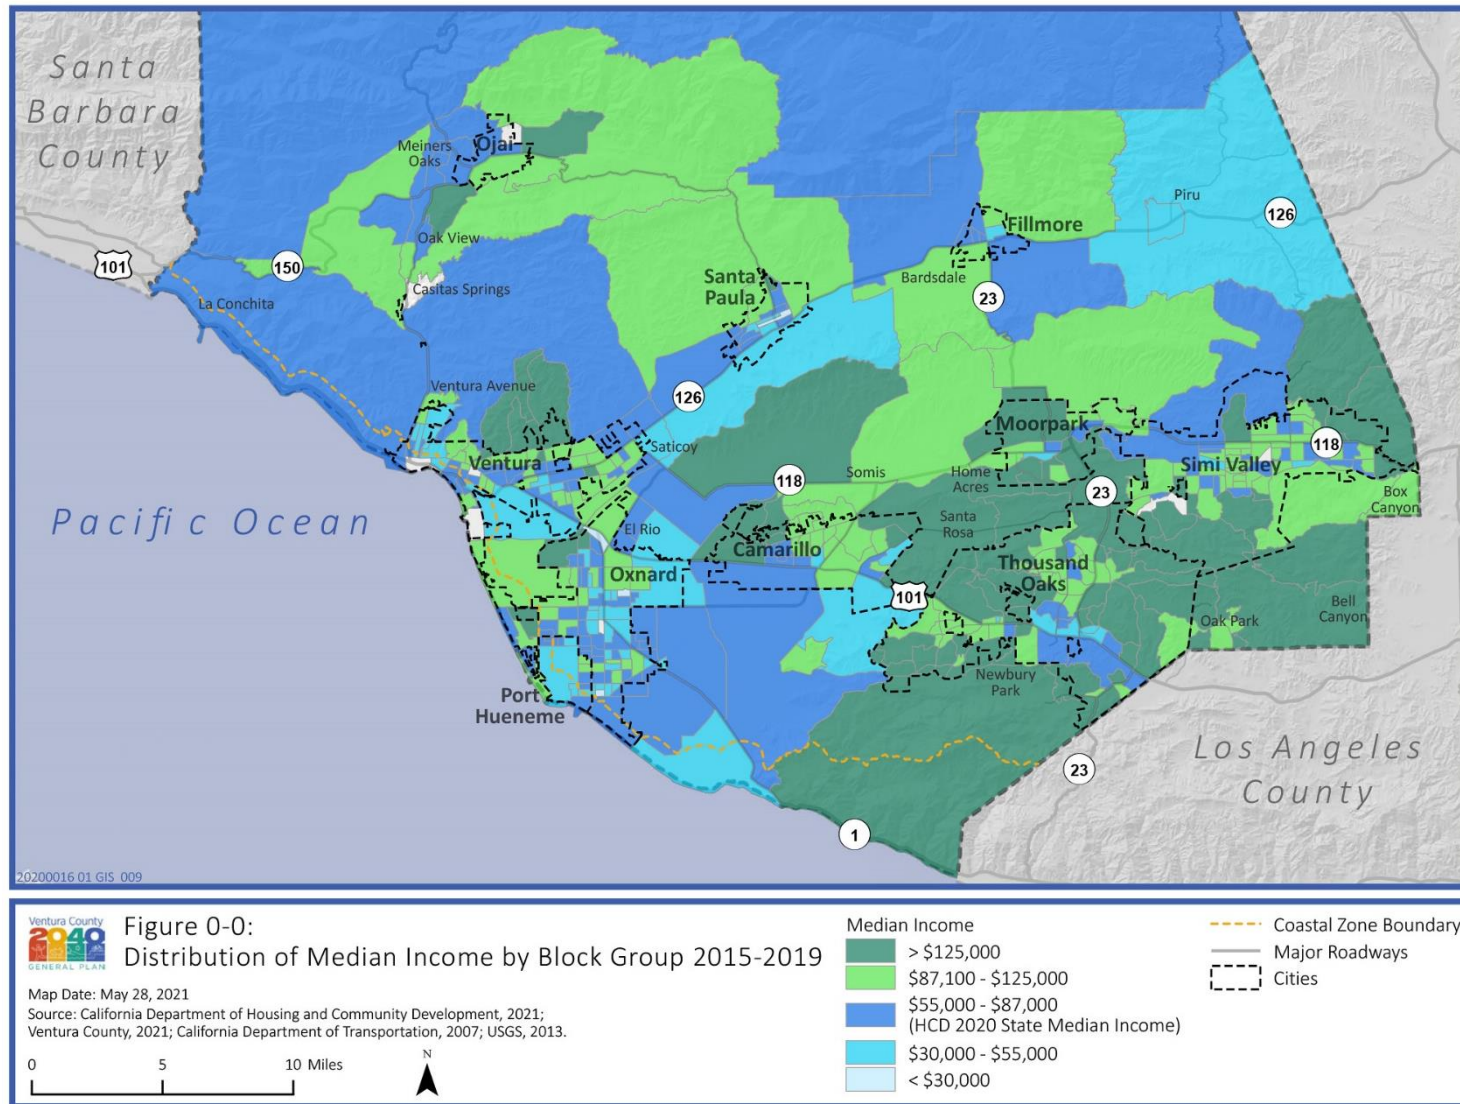 Santa
Barbara
County
Meiners
Oaks
Ojai
Piru
126
Fillmore
Oak View
101
150
Santa
Paula
Bardsdale
Casitas Springs
23
La Conchita
Ventura Avenue
126
Moorpark
Saticoy
118
Ventura
118
Somis
Home
Acres
Simi Valley
23
Box
Canyon
Pacific Ocean
El Rio
Santa
Rosa
Camarillo
Oxnard
Thousand
Oaks
101
Oak Park
Bell
Canyon
Newbury
Park
Port
Hueneme
Los Angeles
County
23
1
20200016 01 GIS 009
Ventura County
2040
GENERAL PLAN
Figure 0-0:
Distribution of Median Income by Block Group 2015-2019
Map Date: May 28, 2021
Source: California Department of Housing and Community Development, 2021;
Ventura County, 2021; California Department of Transportation, 2007; USGS, 2013.
0 5 10 Miles
N
Median Income
> $125,000
$87,100 - $125,000
$55,000 - $87,000
(HCD 2020 State Median Income)
$30,000 - $55,000
< $30,000
Coastal Zone Boundary
Major Roadways
Cities